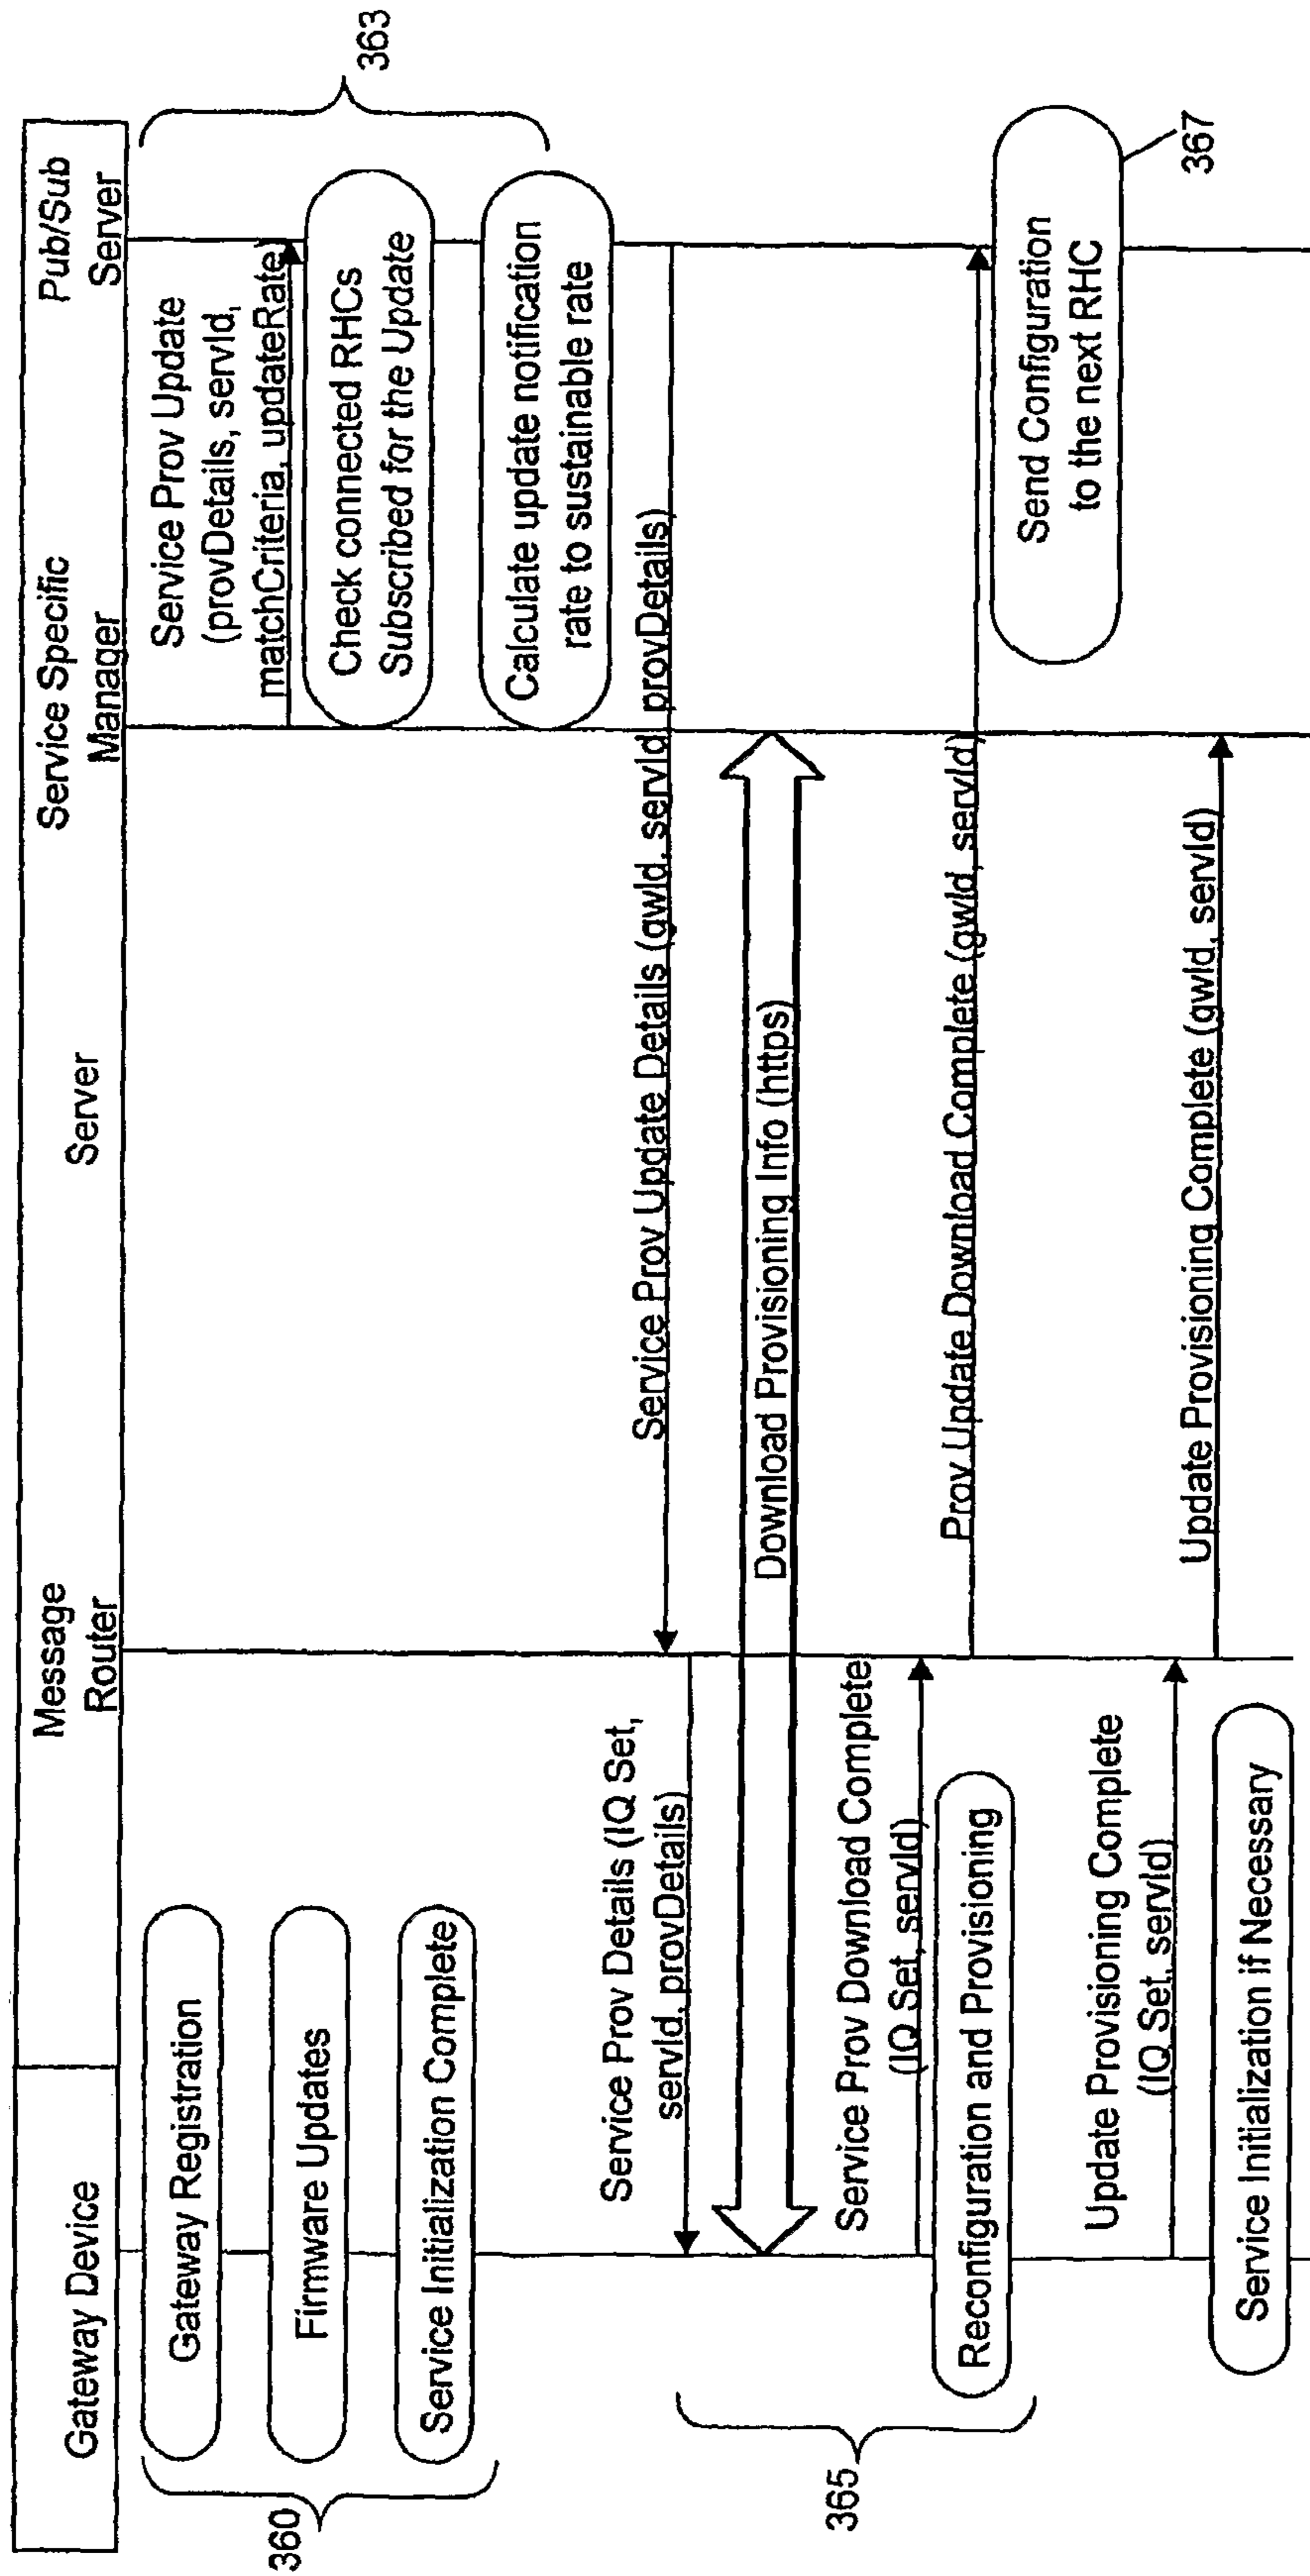 Gateway Device
Message
Router
Server
Service Specific
Manager
Pub/Sub
Server
360
Gateway Registration
Firmware Updates
Service Initialization Complete
Service Prov Update
(provDetails, servId,
matchCriteria, updateRate)
363
Check connected RHCs
Subscribed for the Update
Calculate update notification
rate to sustainable rate
Service Prov Update Details (gwId, servId, provDetails)
Service Prov Details (IQ Set,
servId, provDetails)
Download Provisioning Info (https)
365
Service Prov Download Complete
(IQ Set, servId)
Prov Update Download Complete (gwId, servId)
Reconfiguration and Provisioning
Send Configuration
to the next RHC
367
Update Provisioning Complete
(IQ Set, servId)
Update Provisioning Complete (gwId, servId)
Service Initialization if Necessary